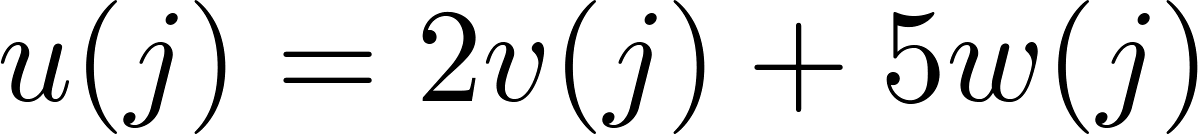 u(j) = 2v(j) + 5w(j)